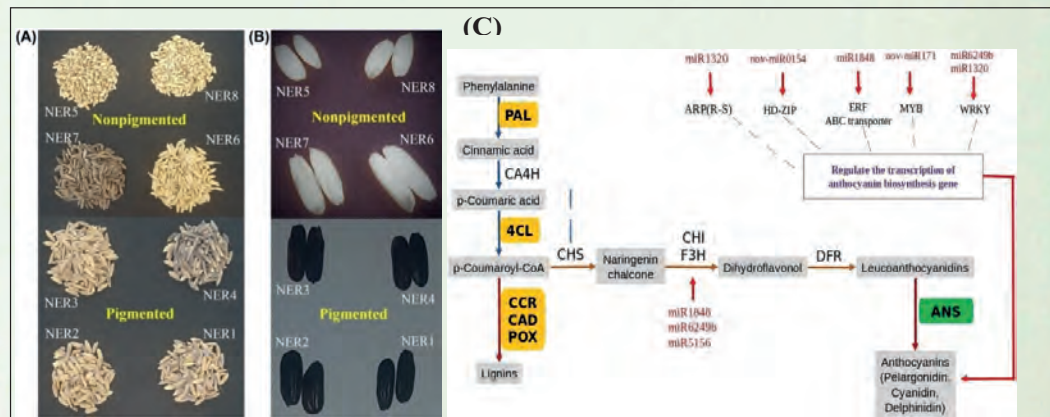 (A)
NER5
NER8
Nonpigmented
NER7
NER6
NER3
NER4
Pigmented
NER2
NER1
(B)
NER5
NER8
Nonpigmented
NER7
NER6
NER3
NER4
Pigmented
NER2
NER1
(C)
Phenylalanine
PAL
Cinnamic acid
CA4H
p-Coumaric acid
4CL
p-Coumaroyl-CoA
CHS
Naringenin
chalcone
CHI
F3H
Dihydroflavonol
DFR
Leucoanthocyanidins
CCR
CAD
POX
Lignins
miR1848
miR6249b
miR5156
ANS
Anthocyanins
(Pelargonidin,
Cyanidin,
Delphinidin)
miR1320
nov-miR0154
miR1848
nov-miR171
miR6249b
miR1320
ARP(R-S)
HD-ZIP
ERF
ABC transporter
MYB
WRKY
Regulate the transcription of
anthocyanin biosynthesis gene